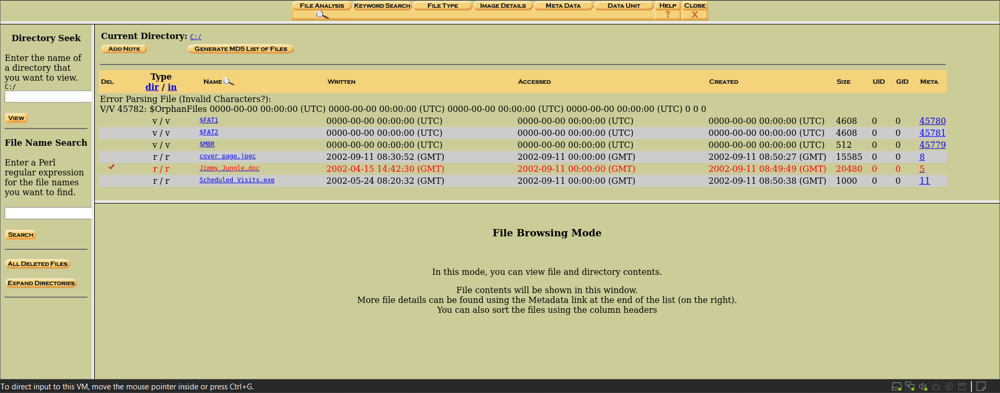 FILE ANALYSIS KEYWORD SEARCH FILE TYPE IMAGE DETAILS META DATA DATA UNIT HELP CLOSE
? X
Directory Seek
Enter the name of
a directory that
you want to view.
C:/
VIEW
File Name Search
Enter a Perl
regular expression
for the file names
you want to find.
SEARCH
ALL DELETED FILES
EXPAND DIRECTORIES
Current Directory: C:/
ADD NOTE GENERATE MD5 LIST OF FILES
DEL Type dir / in NAME WRITTEN ACCESSED CREATED SIZE UID GID META
Error Parsing File (Invalid Characters?):
V/V 45782: $OrphanFiles 0000-00-00 00:00:00 (UTC) 0000-00-00 00:00:00 (UTC) 0000-00-00 00:00:00 (UTC) 0000-00-00 00:00:00 (UTC) 0 0 0
v / v $FAT1 0000-00-00 00:00:00 (UTC) 0000-00-00 00:00:00 (UTC) 0000-00-00 00:00:00 (UTC) 4608 0 0 45780
v / v $FAT2 0000-00-00 00:00:00 (UTC) 0000-00-00 00:00:00 (UTC) 0000-00-00 00:00:00 (UTC) 4608 0 0 45781
v / v $MBR 0000-00-00 00:00:00 (UTC) 0000-00-00 00:00:00 (UTC) 0000-00-00 00:00:00 (UTC) 512 0 0 45779
r / r cover page.jpgc 2002-09-11 08:30:52 (GMT) 2002-09-11 00:00:00 (GMT) 2002-09-11 08:50:27 (GMT) 15585 0 0 8
r / r Jimmy Jungle.doc 2002-04-15 14:42:30 (GMT) 2002-09-11 00:00:00 (GMT) 2002-09-11 08:49:49 (GMT) 20480 0 0 5
r / r Scheduled Visits.exe 2002-05-24 08:20:32 (GMT) 2002-09-11 00:00:00 (GMT) 2002-09-11 08:50:38 (GMT) 1000 0 0 11
File Browsing Mode
In this mode, you can view file and directory contents.
File contents will be shown in this window.
More file details can be found using the Metadata link at the end of the list (on the right).
You can also sort the files using the column headers
To direct input to this VM, move the mouse pointer inside or press Ctrl+G.